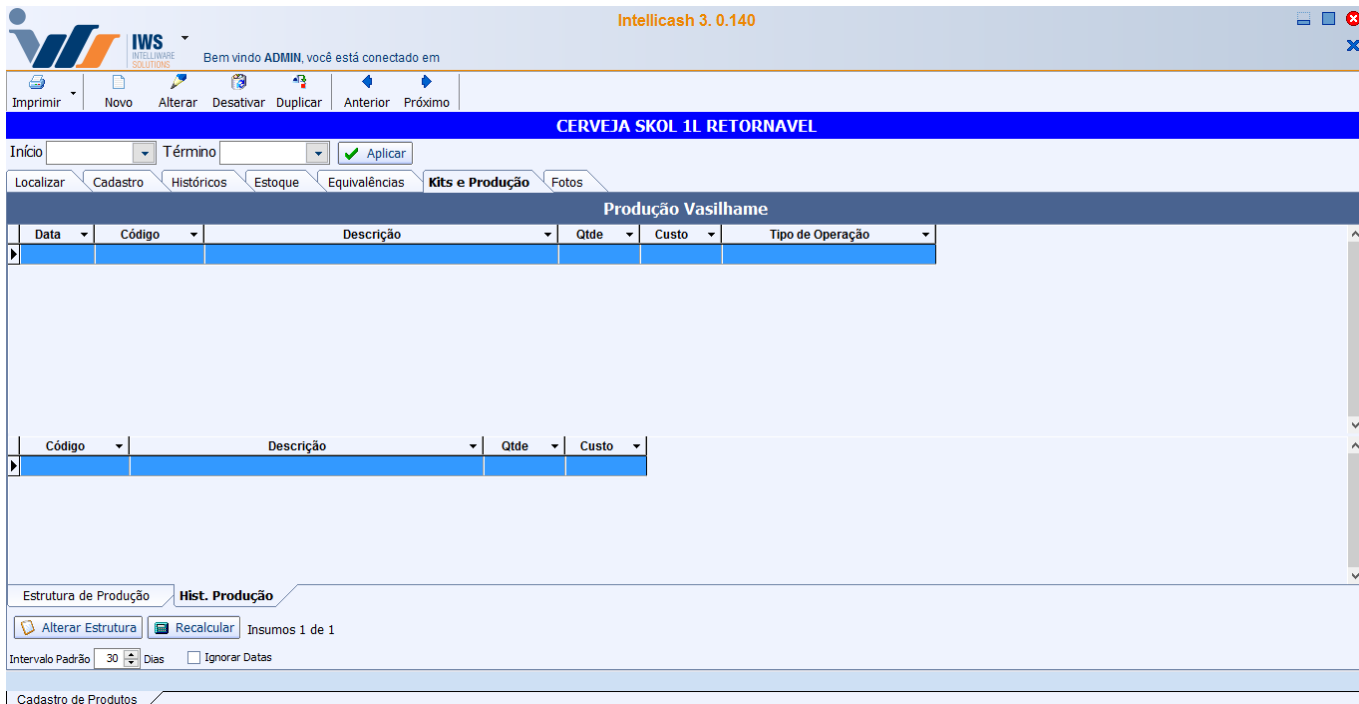 Intellicash 3. 0.140
IWS
INTELLIWARE
SOLUTIONS
Bem vindo ADMIN, você está conectado em
Imprimir Novo Alterar Desativar Duplicar Anterior Próximo
CERVEJA SKOL 1L RETORNAVEL
Início Término Aplicar
Localizar Cadastro Históricos Estoque Equivalências Kits e Produção Fotos
Produção Vasilhame
Data Código Descrição Qtde Custo Tipo de Operação
Código Descrição Qtde Custo
Estrutura de Produção Hist. Produção
Alterar Estrutura Recalcular Insumos 1 de 1
Intervalo Padrão 30 Dias Ignorar Datas
Cadastro de Produtos